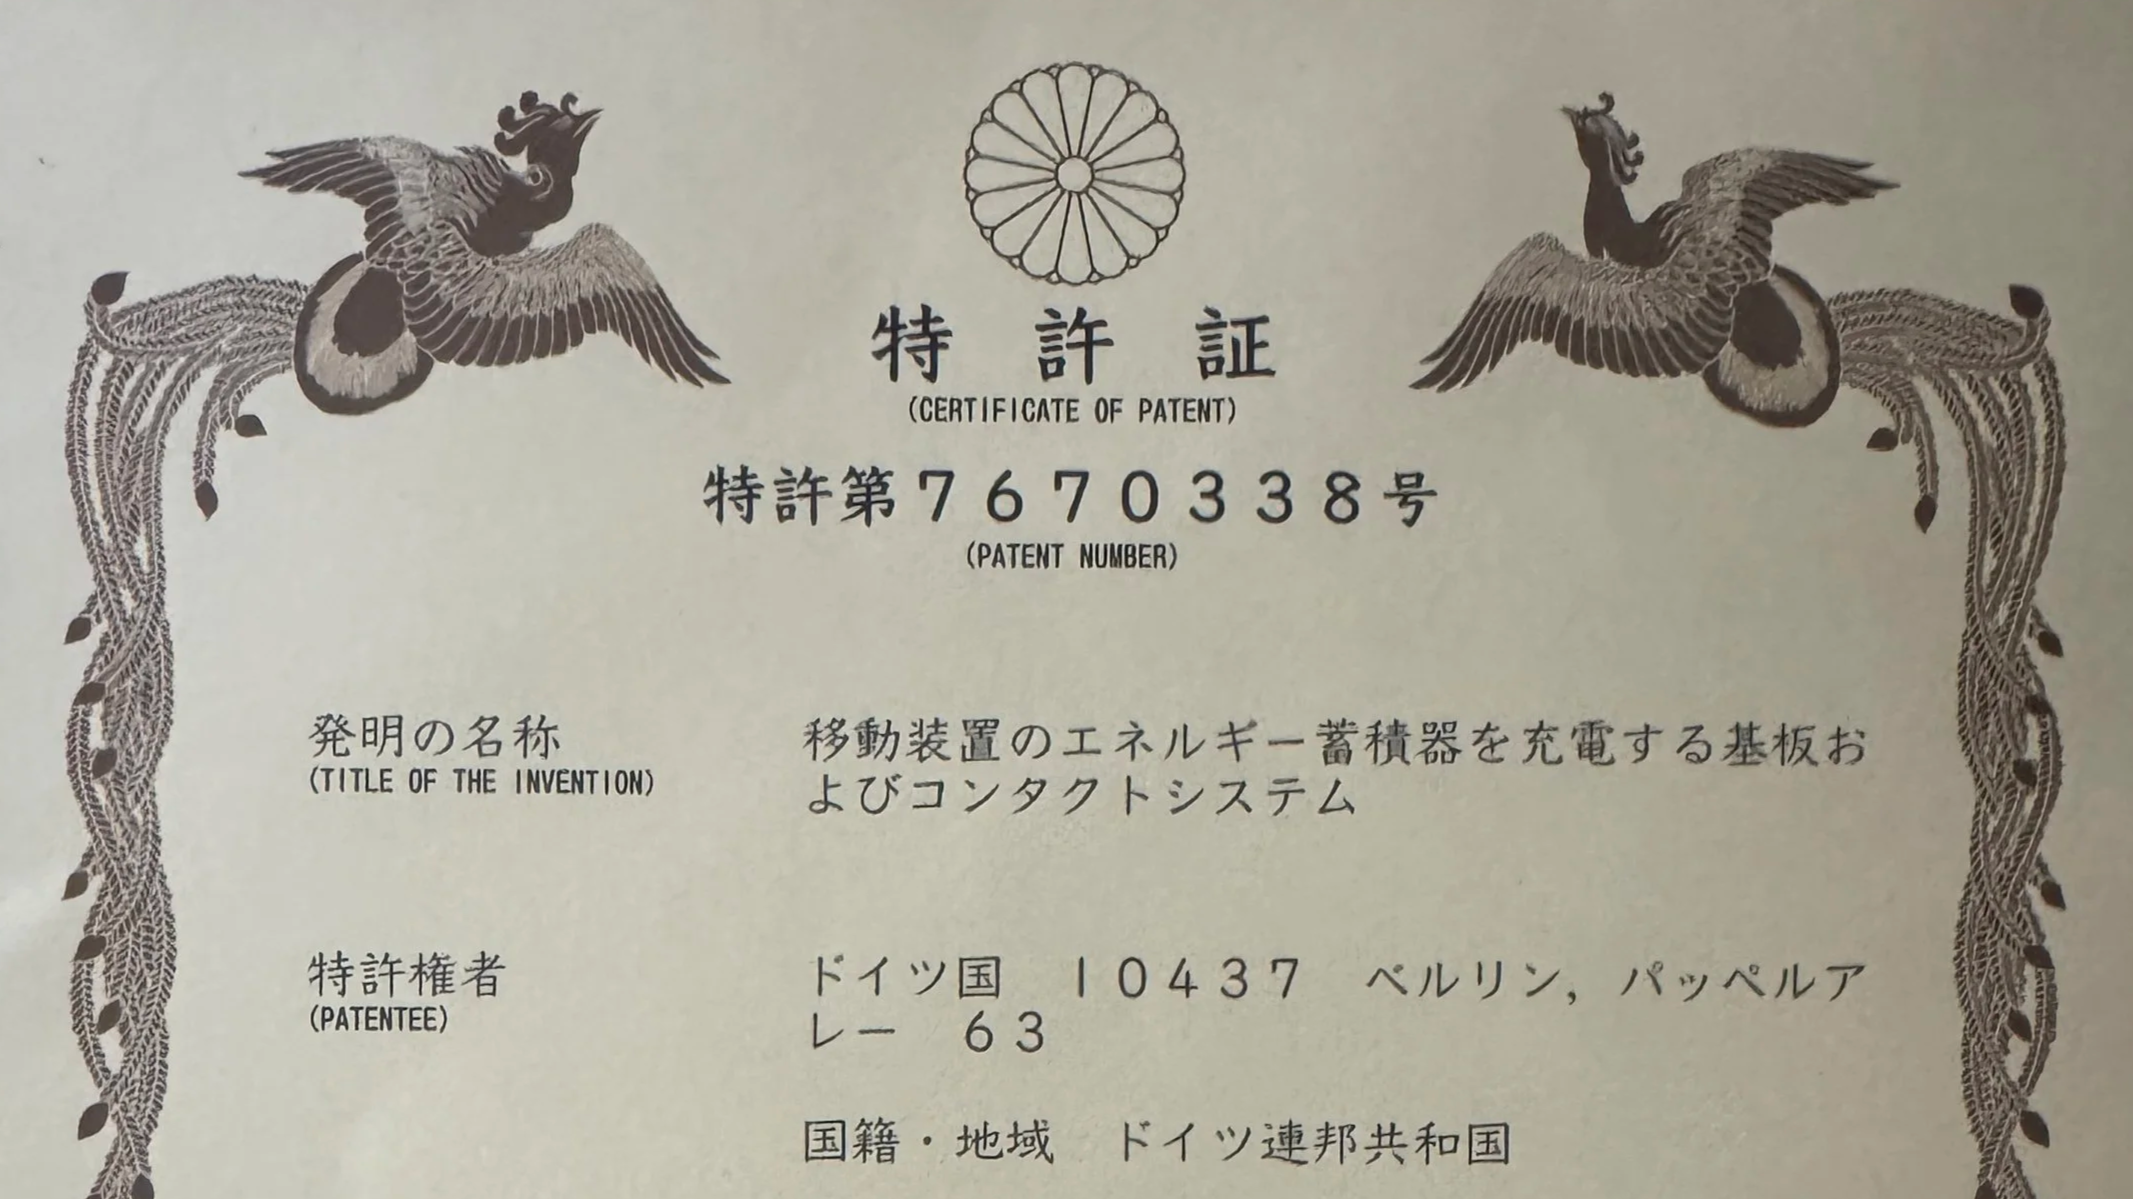 特許証
(CERTIFICATE OF PATENT)
特許第7670338号
(PATENT NUMBER)
発明の名称
(TITLE OF THE INVENTION)
移動装置のエネルギー蓄積器を充電する基板お
よびコンタクトシステム
特許権者
(PATENTEE)
ドイツ国 10437 ベルリン，パッペルア
レー 63
国籍・地域 ドイツ連邦共和国